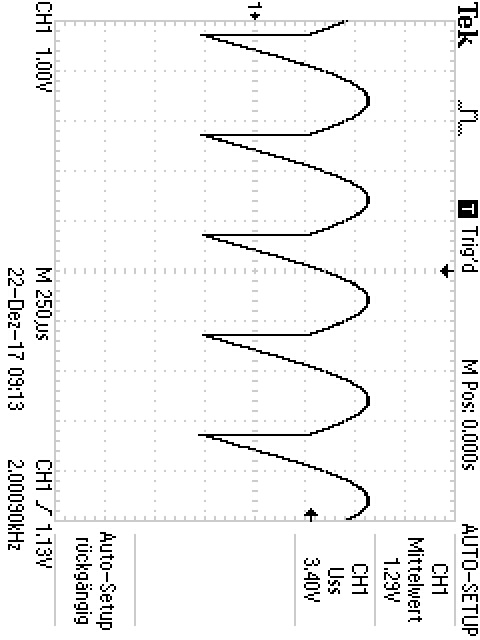 Tek T Trig'd M Pos: 0.000s AUTO-SETUP
CH1
Mittelwert
1.29V
CH1
Uss
3.40V
1
Auto-Setup
rückgängig
CH1 1.00V M 250µs CH1 1.13V
22-Dez-17 09:13 2.00090kHz